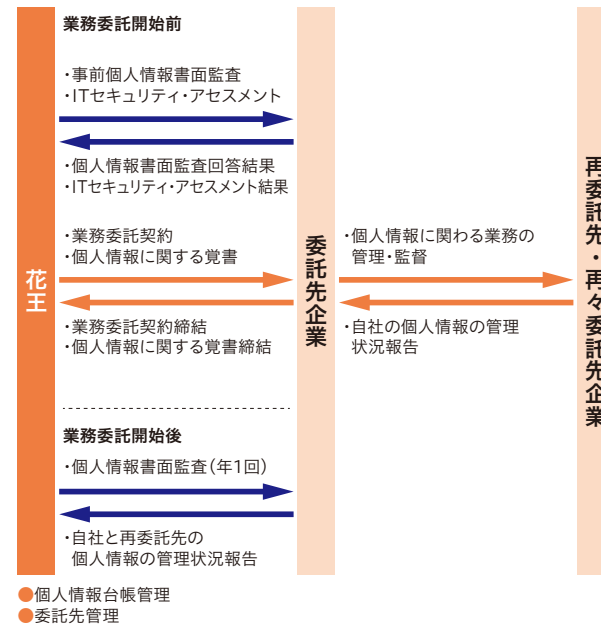 業務委託開始前
・事前個人情報書面監査
・ITセキュリティ・アセスメント
・個人情報書面監査回答結果
・ITセキュリティ・アセスメント結果
・業務委託契約
・個人情報に関する覚書
・業務委託契約締結
・個人情報に関する覚書締結
業務委託開始後
・個人情報書面監査（年1回）
・自社と再委託先の
個人情報の管理状況報告
花王
委託先企業
・個人情報に関わる業務の
管理・監督
・自社の個人情報の管理
状況報告
再委託先・再々委託先企業
●個人情報台帳管理
●委託先管理